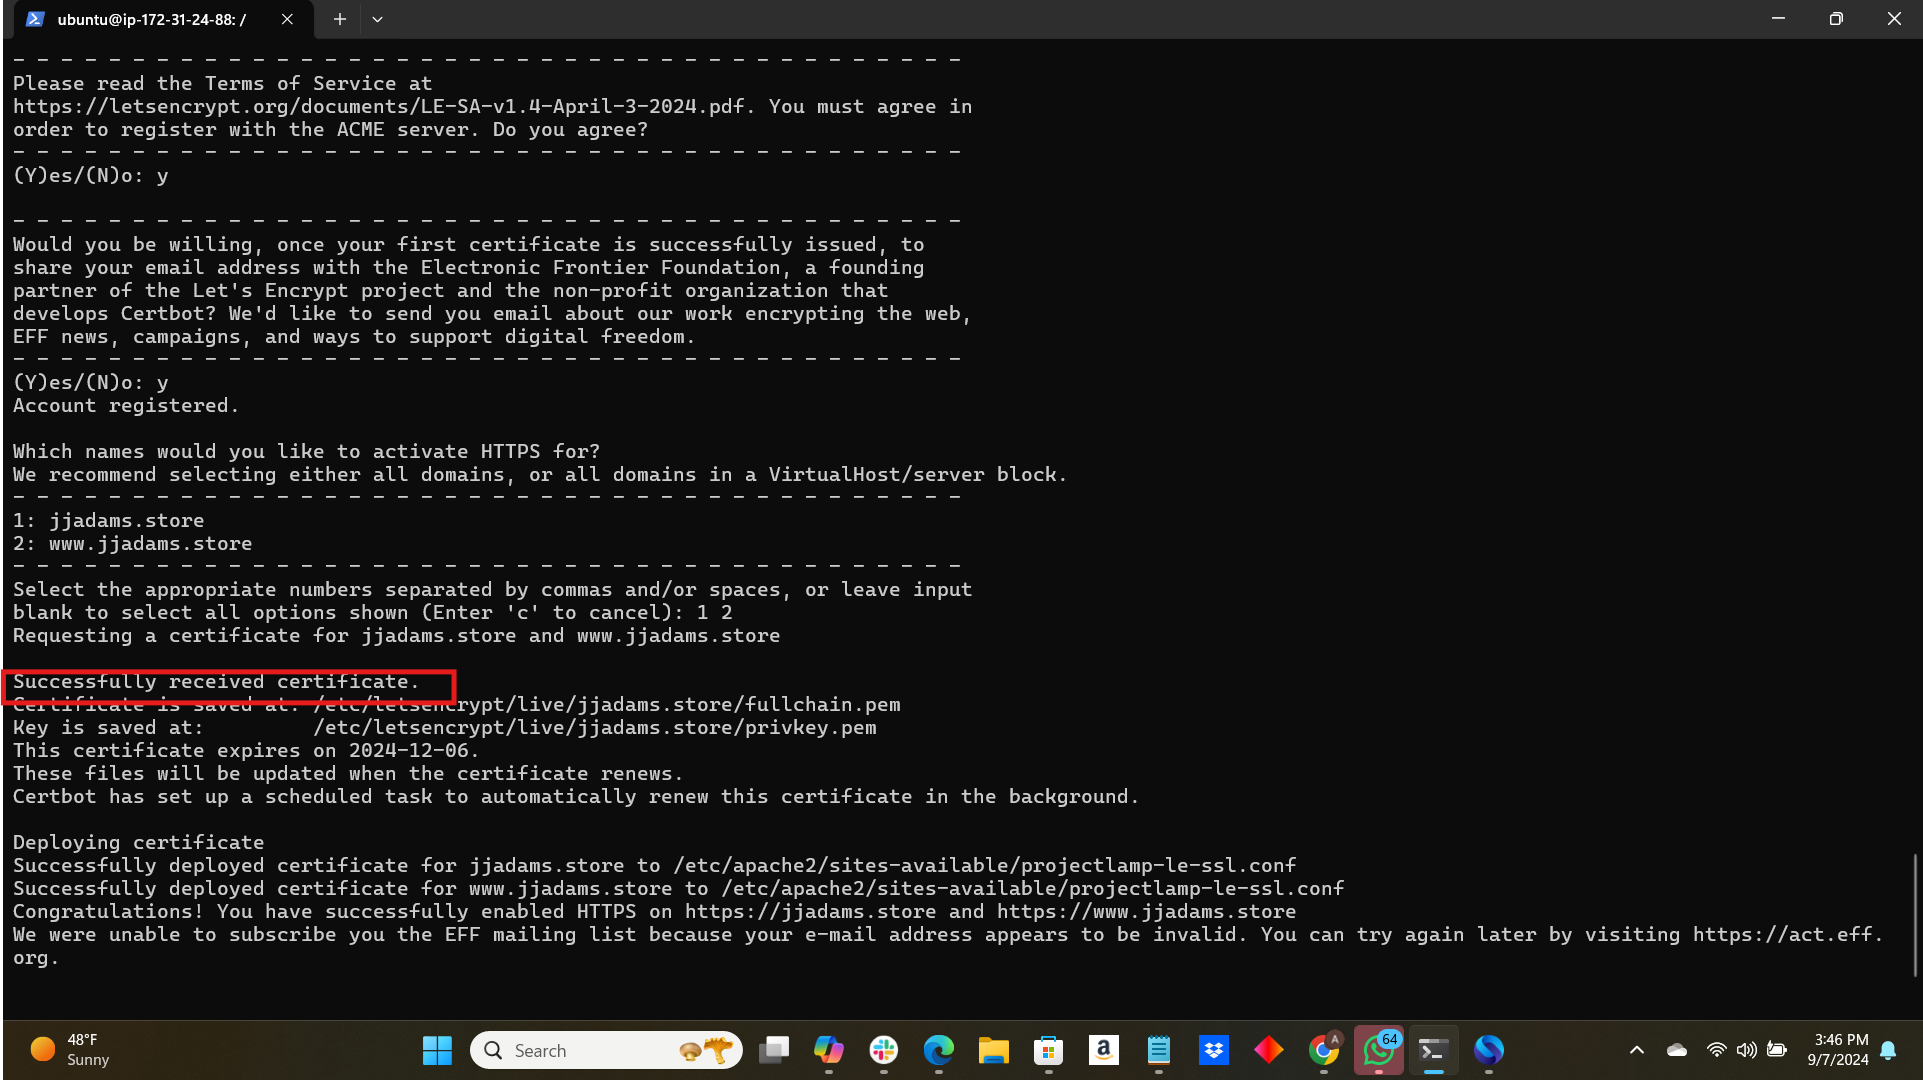 ubuntu@ip-172-31-24-88: /
- - - - - - - - - - - - - - - - - - - - - - - - - - - - - - - - - - - - - - - -
Please read the Terms of Service at
https://letsencrypt.org/documents/LE-SA-v1.4-April-3-2024.pdf. You must agree in
order to register with the ACME server. Do you agree?
- - - - - - - - - - - - - - - - - - - - - - - - - - - - - - - - - - - - - - - -
(Y)es/(N)o: y
- - - - - - - - - - - - - - - - - - - - - - - - - - - - - - - - - - - - - - - -
Would you be willing, once your first certificate is successfully issued, to
share your email address with the Electronic Frontier Foundation, a founding
partner of the Let's Encrypt project and the non-profit organization that
develops Certbot? We'd like to send you email about our work encrypting the web,
EFF news, campaigns, and ways to support digital freedom.
- - - - - - - - - - - - - - - - - - - - - - - - - - - - - - - - - - - - - - - -
(Y)es/(N)o: y
Account registered.
Which names would you like to activate HTTPS for?
We recommend selecting either all domains, or all domains in a VirtualHost/server block.
- - - - - - - - - - - - - - - - - - - - - - - - - - - - - - - - - - - - - - - -
1: jjadams.store
2: www.jjadams.store
- - - - - - - - - - - - - - - - - - - - - - - - - - - - - - - - - - - - - - - -
Select the appropriate numbers separated by commas and/or spaces, or leave input
blank to select all options shown (Enter 'c' to cancel): 1 2
Requesting a certificate for jjadams.store and www.jjadams.store
Successfully received certificate.
Certificate is saved at: /etc/letsencrypt/live/jjadams.store/fullchain.pem
Key is saved at:         /etc/letsencrypt/live/jjadams.store/privkey.pem
This certificate expires on 2024-12-06.
These files will be updated when the certificate renews.
Certbot has set up a scheduled task to automatically renew this certificate in the background.
Deploying certificate
Successfully deployed certificate for jjadams.store to /etc/apache2/sites-available/projectlamp-le-ssl.conf
Successfully deployed certificate for www.jjadams.store to /etc/apache2/sites-available/projectlamp-le-ssl.conf
Congratulations! You have successfully enabled HTTPS on https://jjadams.store and https://www.jjadams.store
We were unable to subscribe you the EFF mailing list because your e-mail address appears to be invalid. You can try again later by visiting https://act.eff.
org.
48°F
Sunny
Search
a
A
64
3:46 PM
9/7/2024